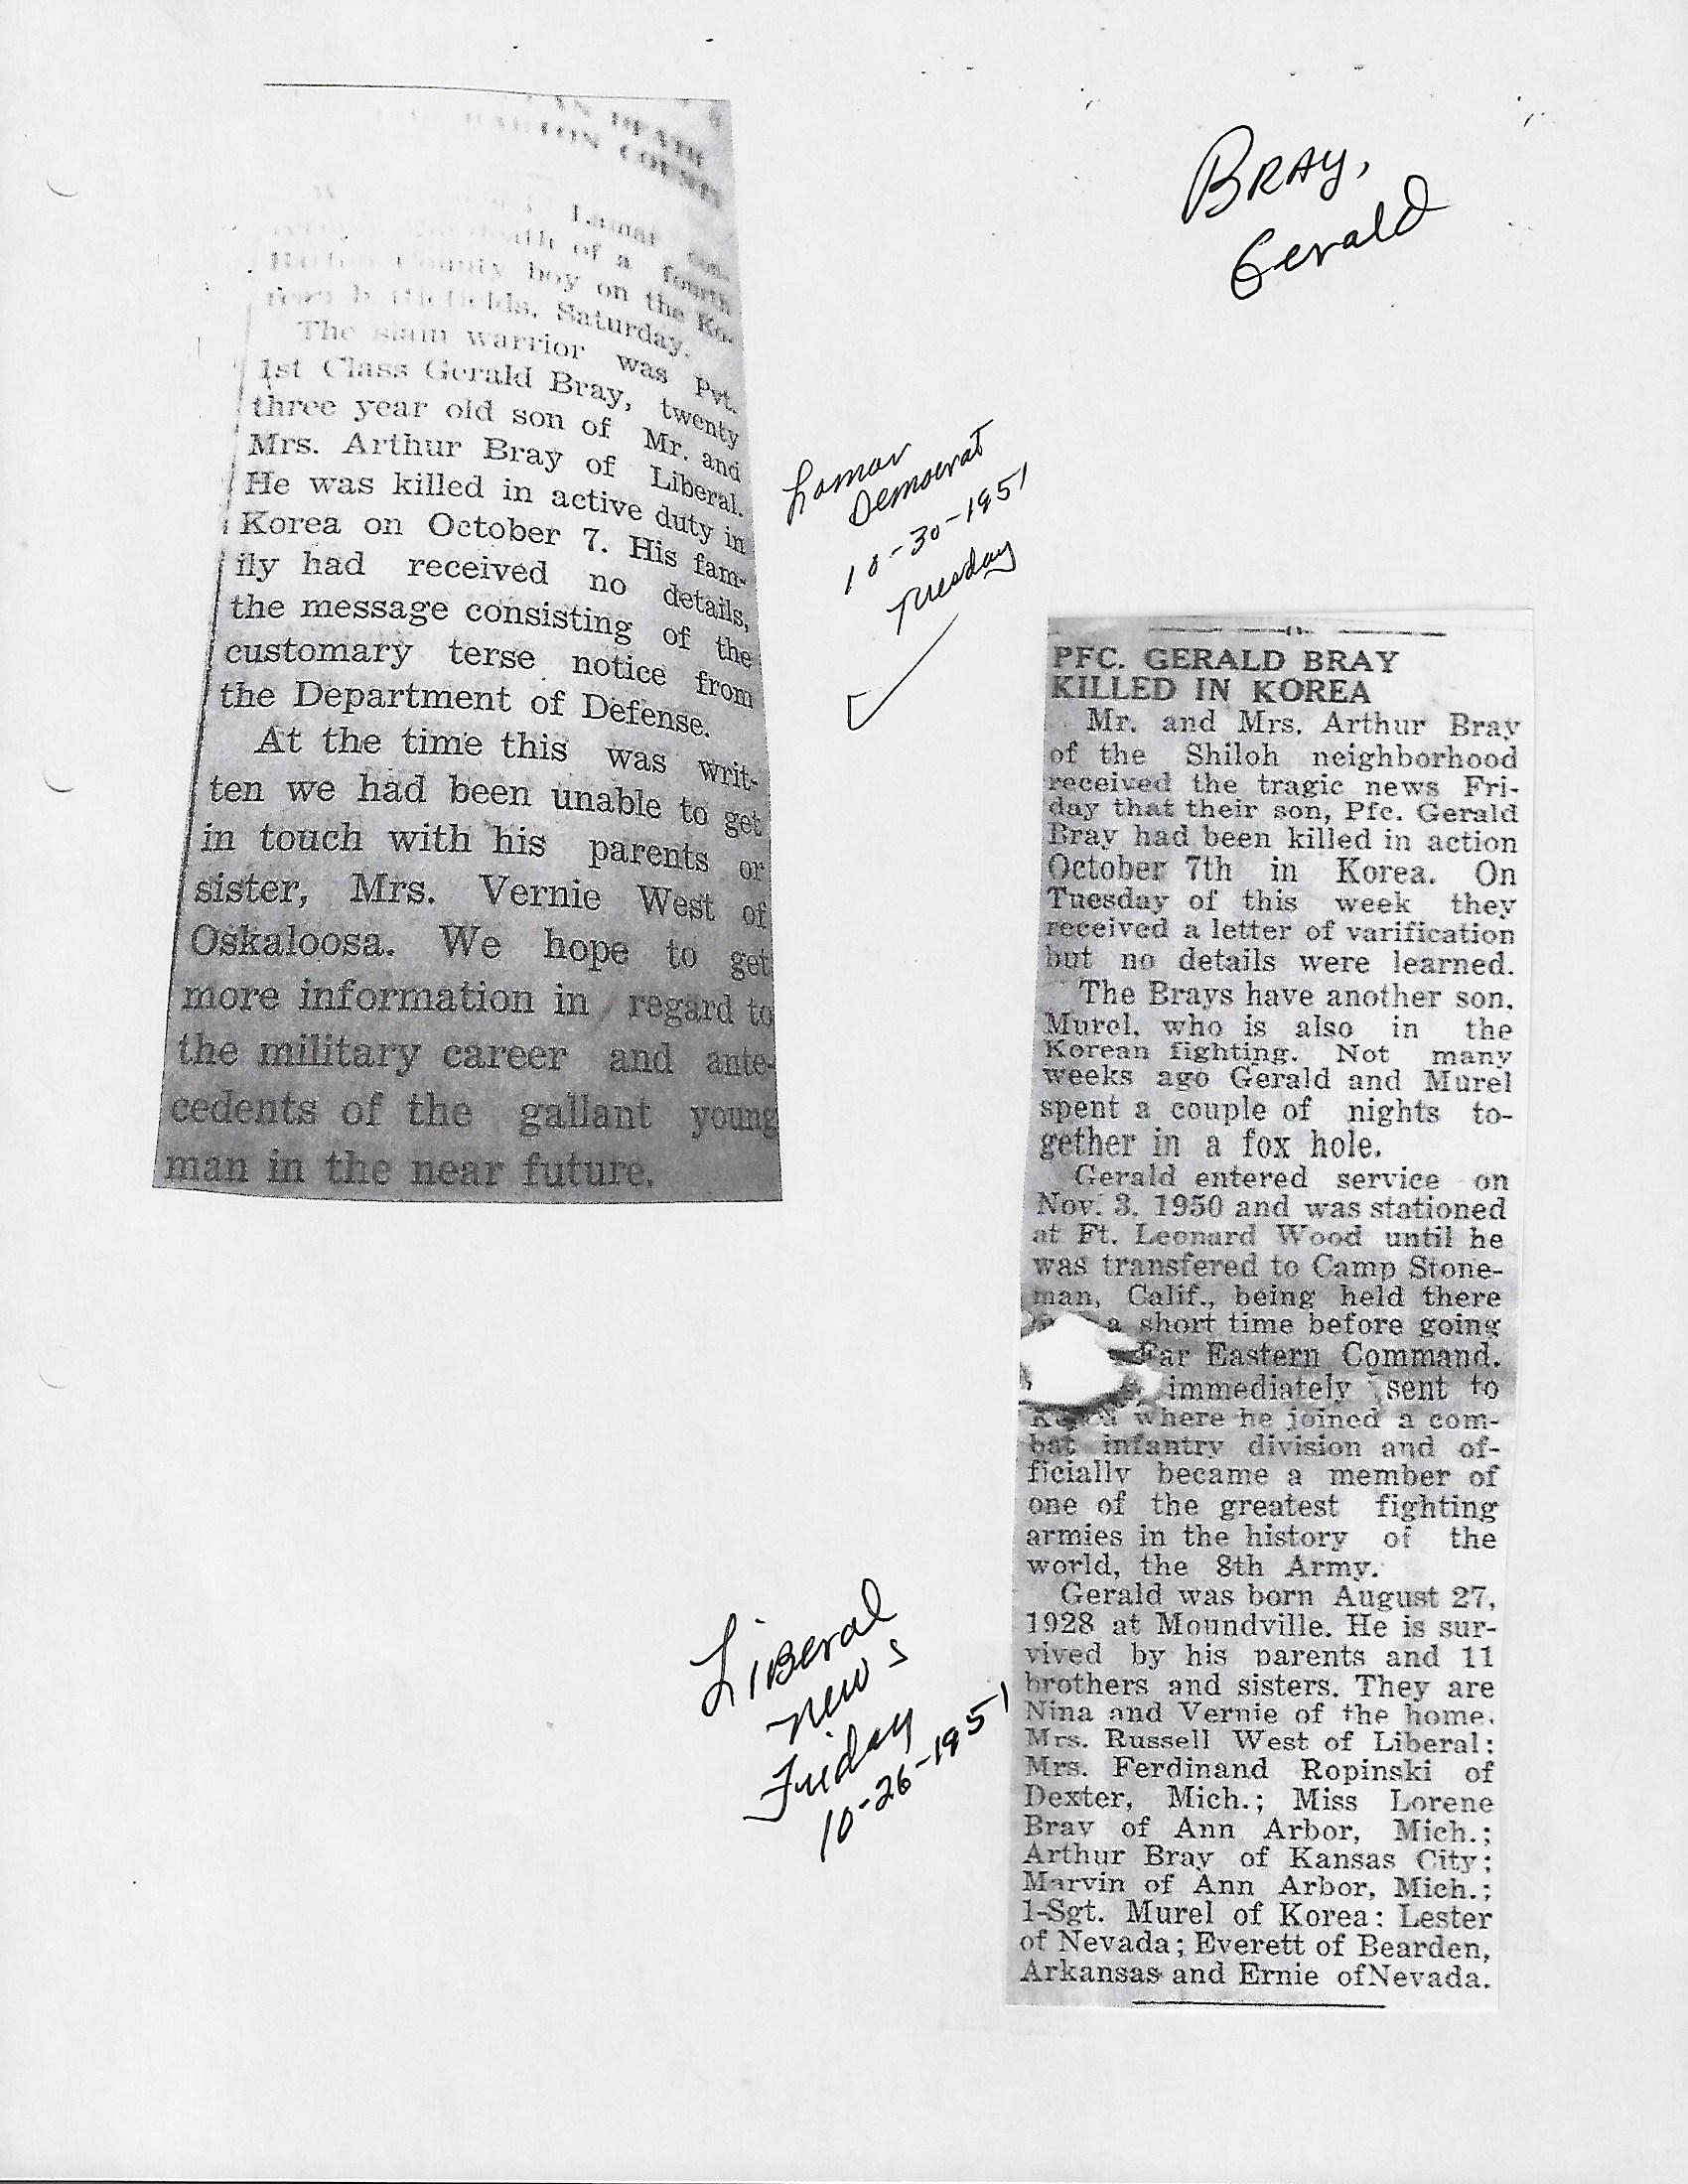 BRAY,
Gerald
DEATH
COUNTY
Lamar
death of a fourth
County boy on the Ko-
Saturday.
The slain warrior was Pvt.
1st Class Gerald Bray, twenty
three year old son of Mr. and
Mrs. Arthur Bray of Liberal.
He was killed in active duty in
Korea on October 7. His fam-
ily had received no details,
the message consisting of the
customary terse notice from
the Department of Defense.
At the time this was writ-
ten we had been unable to get
in touch with his parents or
sister, Mrs. Vernie West of
Oskaloosa. We hope to get
more information in regard to
the military career and ante-
cedents of the gallant young
man in the near future.
Lamar
Democrat
10-30-1951
Tuesday
PFC. GERALD BRAY
KILLED IN KOREA
Mr. and Mrs. Arthur Bray
of the Shiloh neighborhood
received the tragic news Fri-
day that their son, Pfc. Gerald
Bray had been killed in action
October 7th in Korea. On
Tuesday of this week they
received a letter of varification
but no details were learned.
The Brays have another son,
Murel, who is also in the
Korean fighting. Not many
weeks ago Gerald and Murel
spent a couple of nights to-
gether in a fox hole.
Gerald entered service on
Nov. 3, 1950 and was stationed
at Ft. Leonard Wood until he
was transfered to Camp Stone-
man, Calif., being held there
a short time before going
Far Eastern Command.
immediately sent to
Korea where he joined a com-
bat infantry division and of-
ficially became a member of
one of the greatest fighting
armies in the history of the
world, the 8th Army.
Gerald was born August 27,
1928 at Moundville. He is sur-
vived by his parents and 11
brothers and sisters. They are
Nina and Vernie of the home.
Mrs. Russell West of Liberal;
Mrs. Ferdinand Ropinski of
Dexter, Mich.; Miss Lorene
Bray of Ann Arbor, Mich.;
Arthur Bray of Kansas City;
Marvin of Ann Arbor, Mich.;
1-Sgt. Murel of Korea; Lester
of Nevada; Everett of Bearden,
Arkansas and Ernie of Nevada.
Liberal
News
Friday
10-26-1951